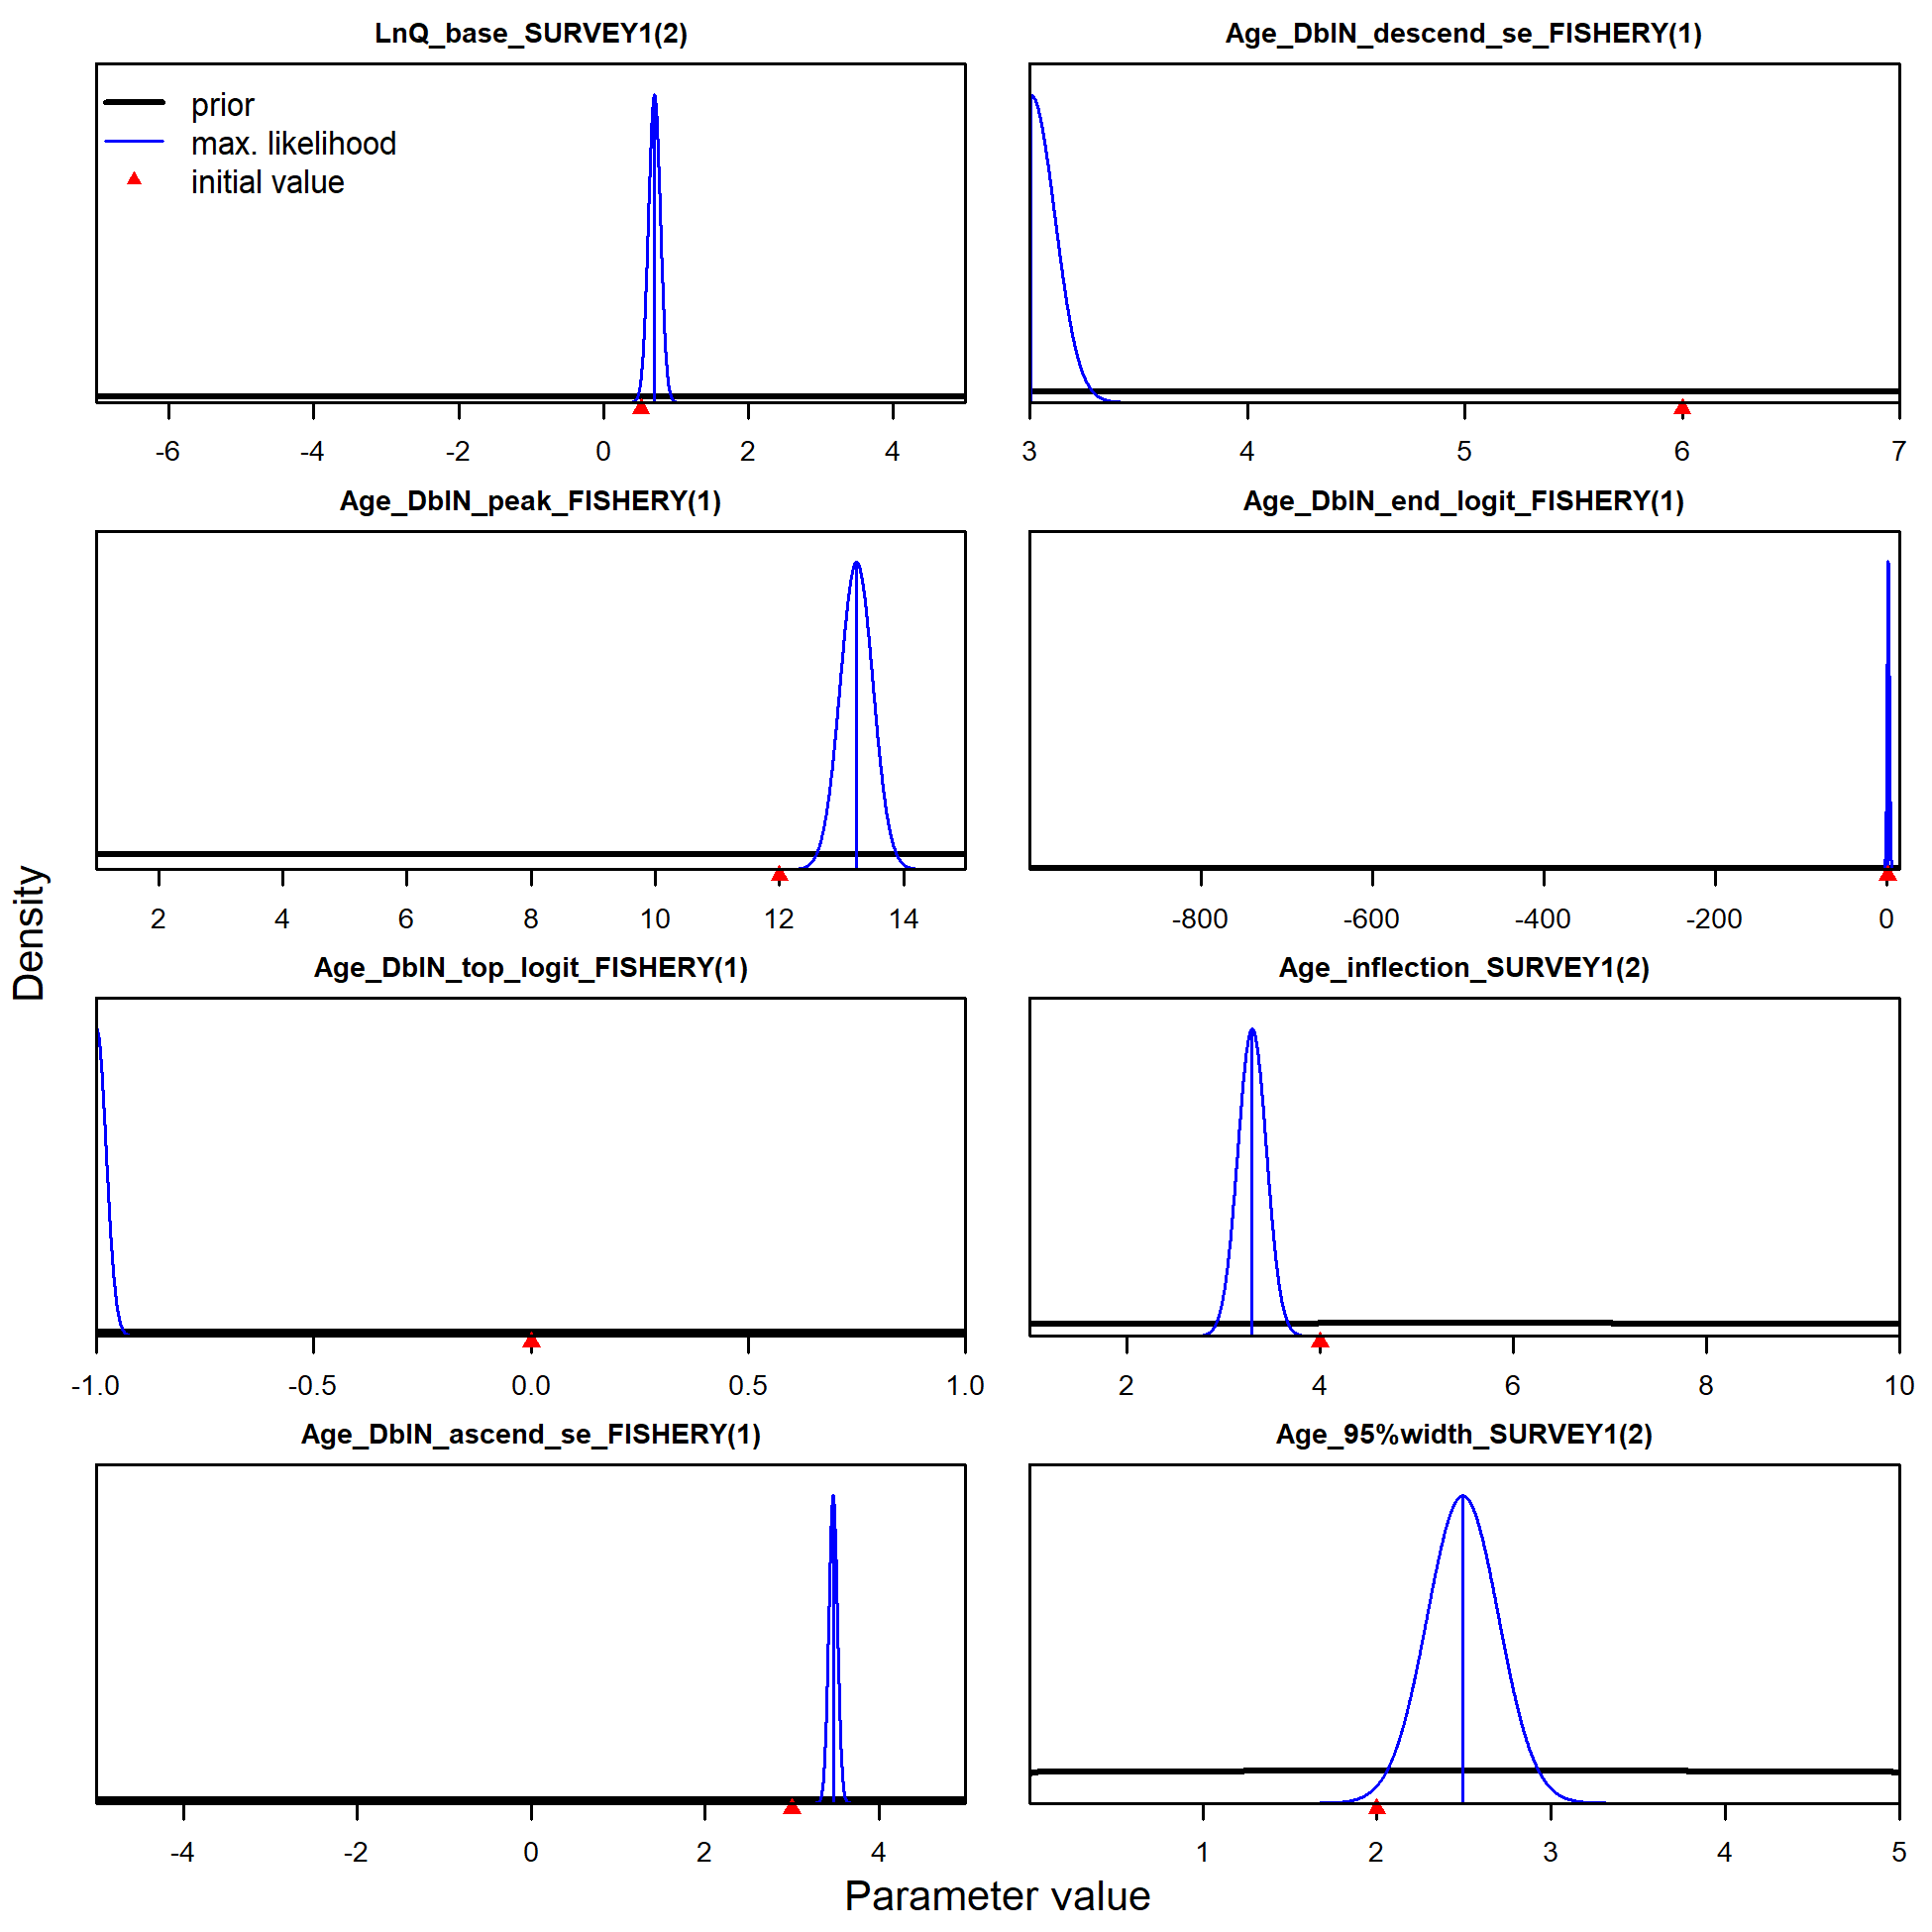 LnQ_base_SURVEY1(2)
prior
max. likelihood
initial value
-6 -4 -2 0 2 4
Age_DblN_descend_se_FISHERY(1)
3 4 5 6 7
Age_DblN_peak_FISHERY(1)
2 4 6 8 10 12 14
Age_DblN_end_logit_FISHERY(1)
-800 -600 -400 -200 0
Age_DblN_top_logit_FISHERY(1)
-1.0 -0.5 0.0 0.5 1.0
Age_inflection_SURVEY1(2)
2 4 6 8 10
Age_DblN_ascend_se_FISHERY(1)
-4 -2 0 2 4
Age_95%width_SURVEY1(2)
1 2 3 4 5
Density
Parameter value